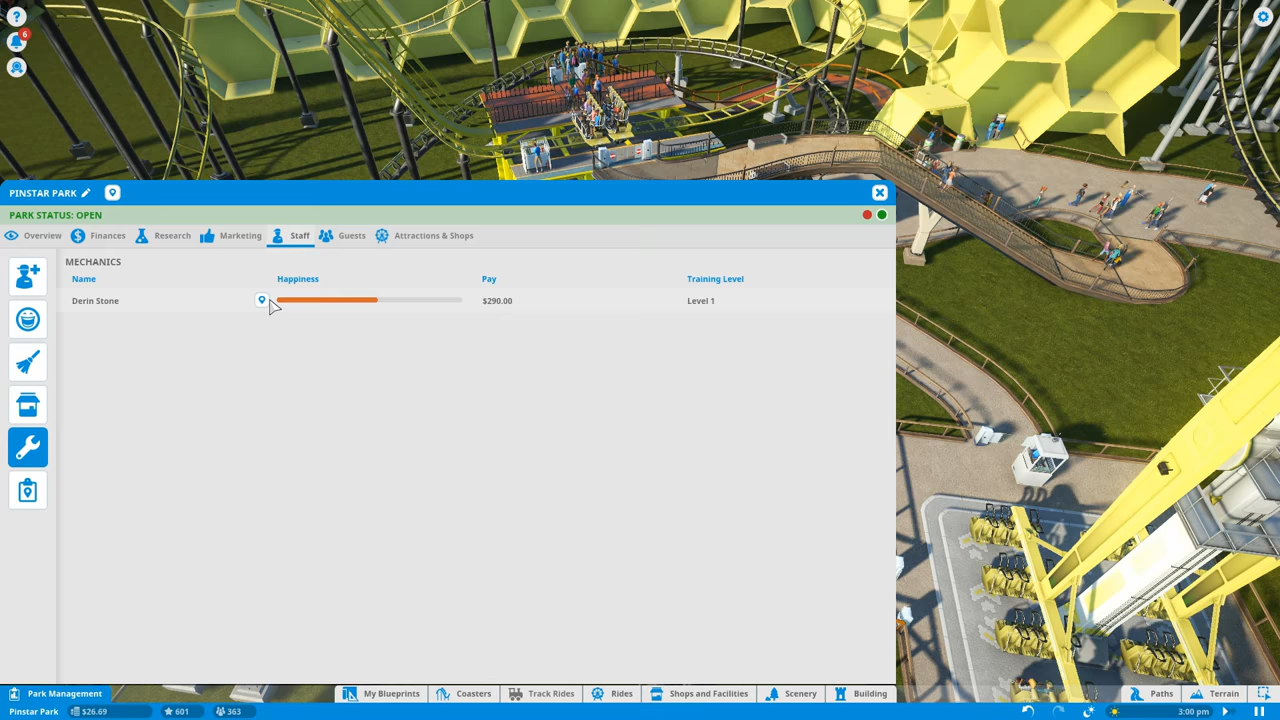 6
PINSTAR PARK
PARK STATUS: OPEN
Overview Finances Research Marketing Staff Guests Attractions & Shops
MECHANICS
Name Happiness Pay Training Level
Derin Stone $290.00 Level 1
Park Management My Blueprints Coasters Track Rides Rides Shops and Facilities Scenery Building Paths Terrain
Pinstar Park $26.69 601 363 3:00 pm